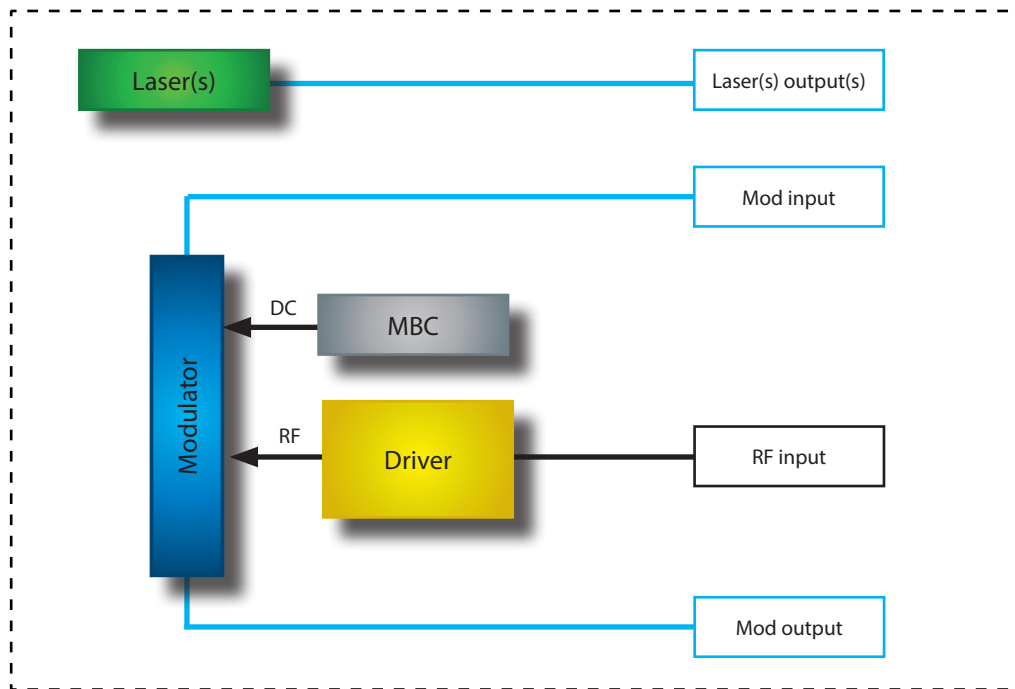 Laser(s)
Laser(s) output(s)
Mod input
DC
MBC
Modulator
RF
Driver
RF input
Mod output